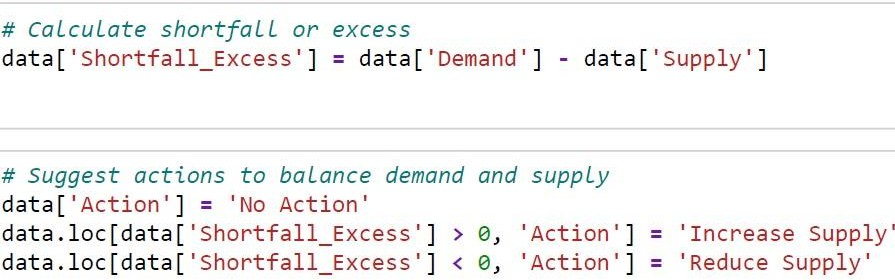 # Calculate shortfall or excess
data['Shortfall_Excess'] = data['Demand'] - data['Supply']
# Suggest actions to balance demand and supply
data['Action'] = 'No Action'
data.loc[data['Shortfall_Excess'] > 0, 'Action'] = 'Increase Supply'
data.loc[data['Shortfall_Excess'] < 0, 'Action'] = 'Reduce Supply'